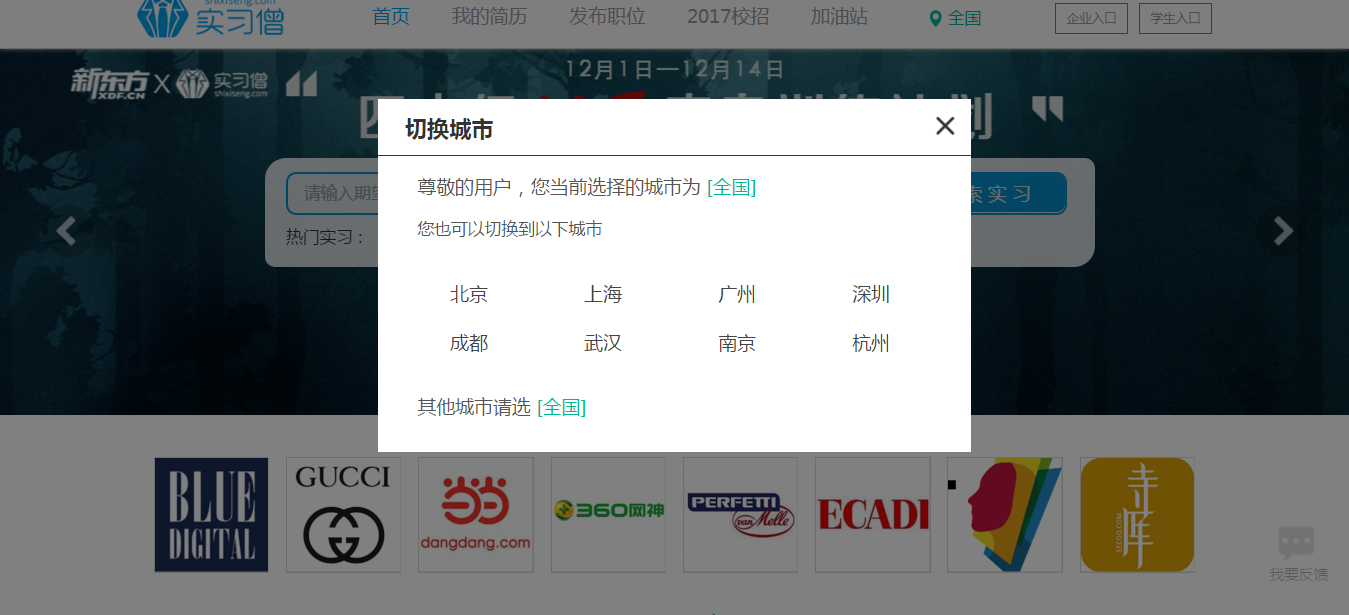 shixiseng.com
实习僧
首页 我的简历 发布职位 2017校招 加油站 全国 企业入口 学生入口
新东方 XDF.CN X 实习僧 shixiseng.com
12月1日—12月14日
划
切换城市
请输入期望
索实习
热门实习：
尊敬的用户，您当前选择的城市为 [全国]
您也可以切换到以下城市
北京 上海 广州 深圳
成都 武汉 南京 杭州
其他城市请选 [全国]
BLUE DIGITAL
GUCCI
当当
dangdang.com
360网神
PERFETTI
van Melle
ECADI
寺库
SECOO.COM
我要反馈